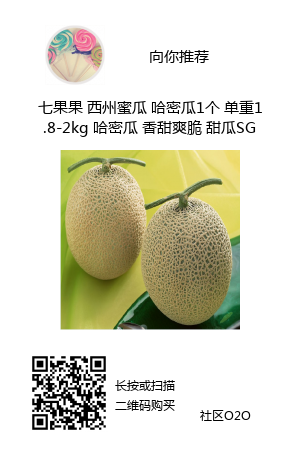 向你推荐
七果果 西州蜜瓜 哈密瓜1个 单重1
.8-2kg 哈密瓜 香甜爽脆 甜瓜SG
长按或扫描
二维码购买
社区O2O